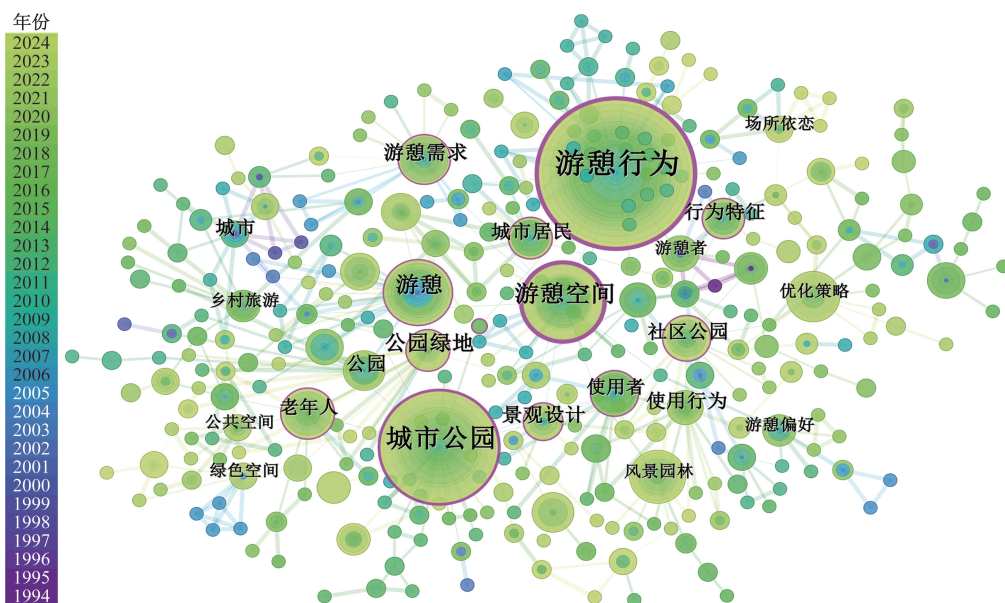 年份
2024
2023
2022
2021
2020
2019
2018
2017
2016
2015
2014
2013
2012
2011
2010
2009
2008
2007
2006
2005
2004
2003
2002
2001
2000
1999
1998
1997
1996
1995
1994
场所依恋
游憩需求
游憩行为
行为特征
城市
城市居民
游憩者
游憩
游憩空间
优化策略
乡村旅游
社区公园
公园绿地
公园
使用者
使用行为
老年人
景观设计
公共空间
游憩偏好
城市公园
绿色空间
风景园林